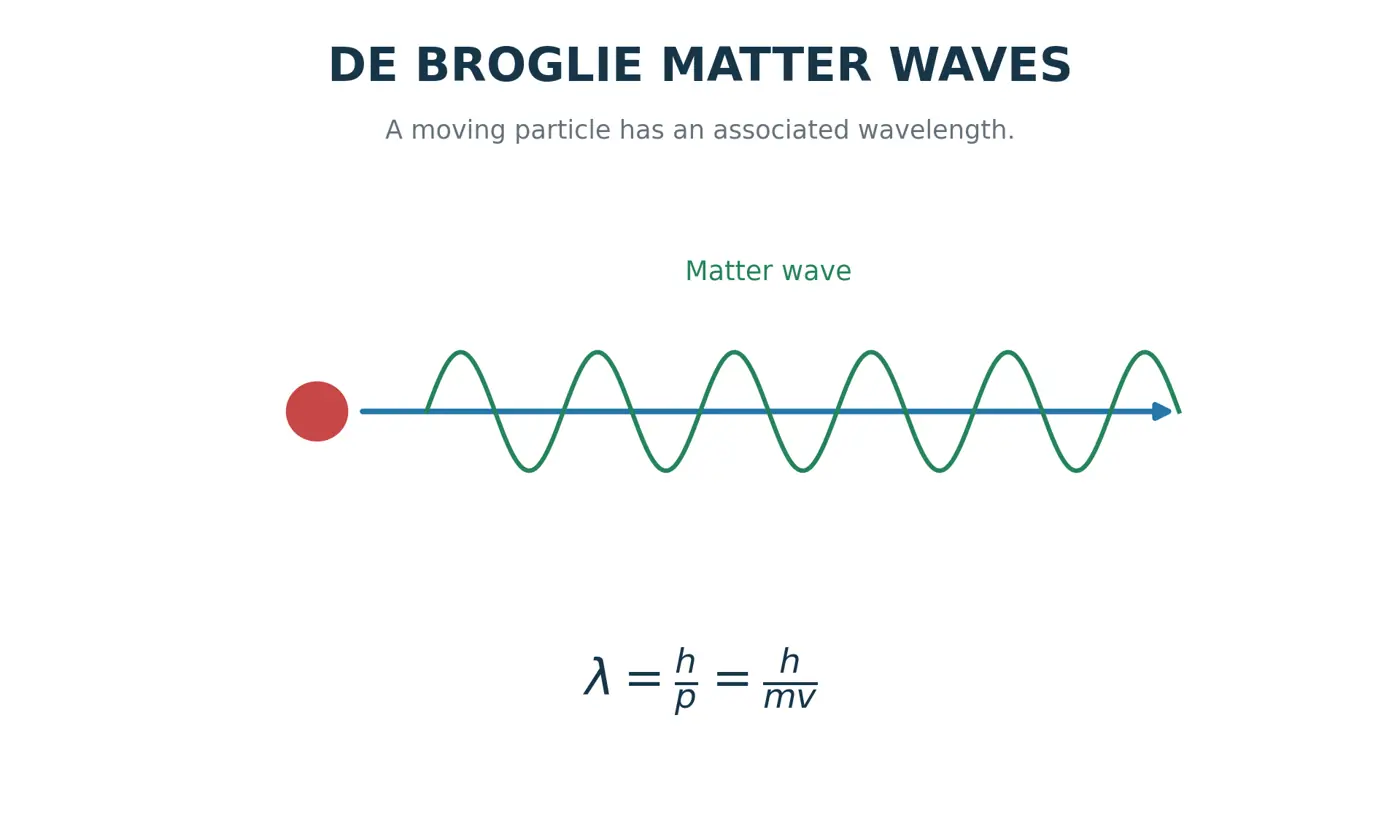 DE BROGLIE MATTER WAVES
A moving particle has an associated wavelength.
Matter wave
λ = h/p = h/mv